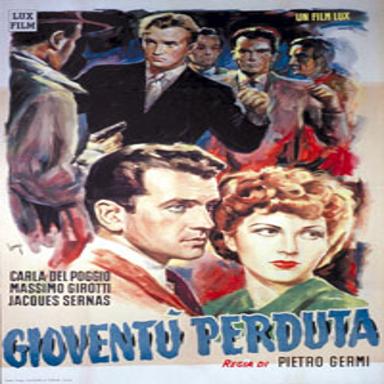 LUX
FILM
UN FILM LUX
CARLA DEL POGGIO
MASSIMO GIROTTI
JACQUES SERNAS
GIOVENTÙ PERDUTA
REGIA DI PIETRO GERMI